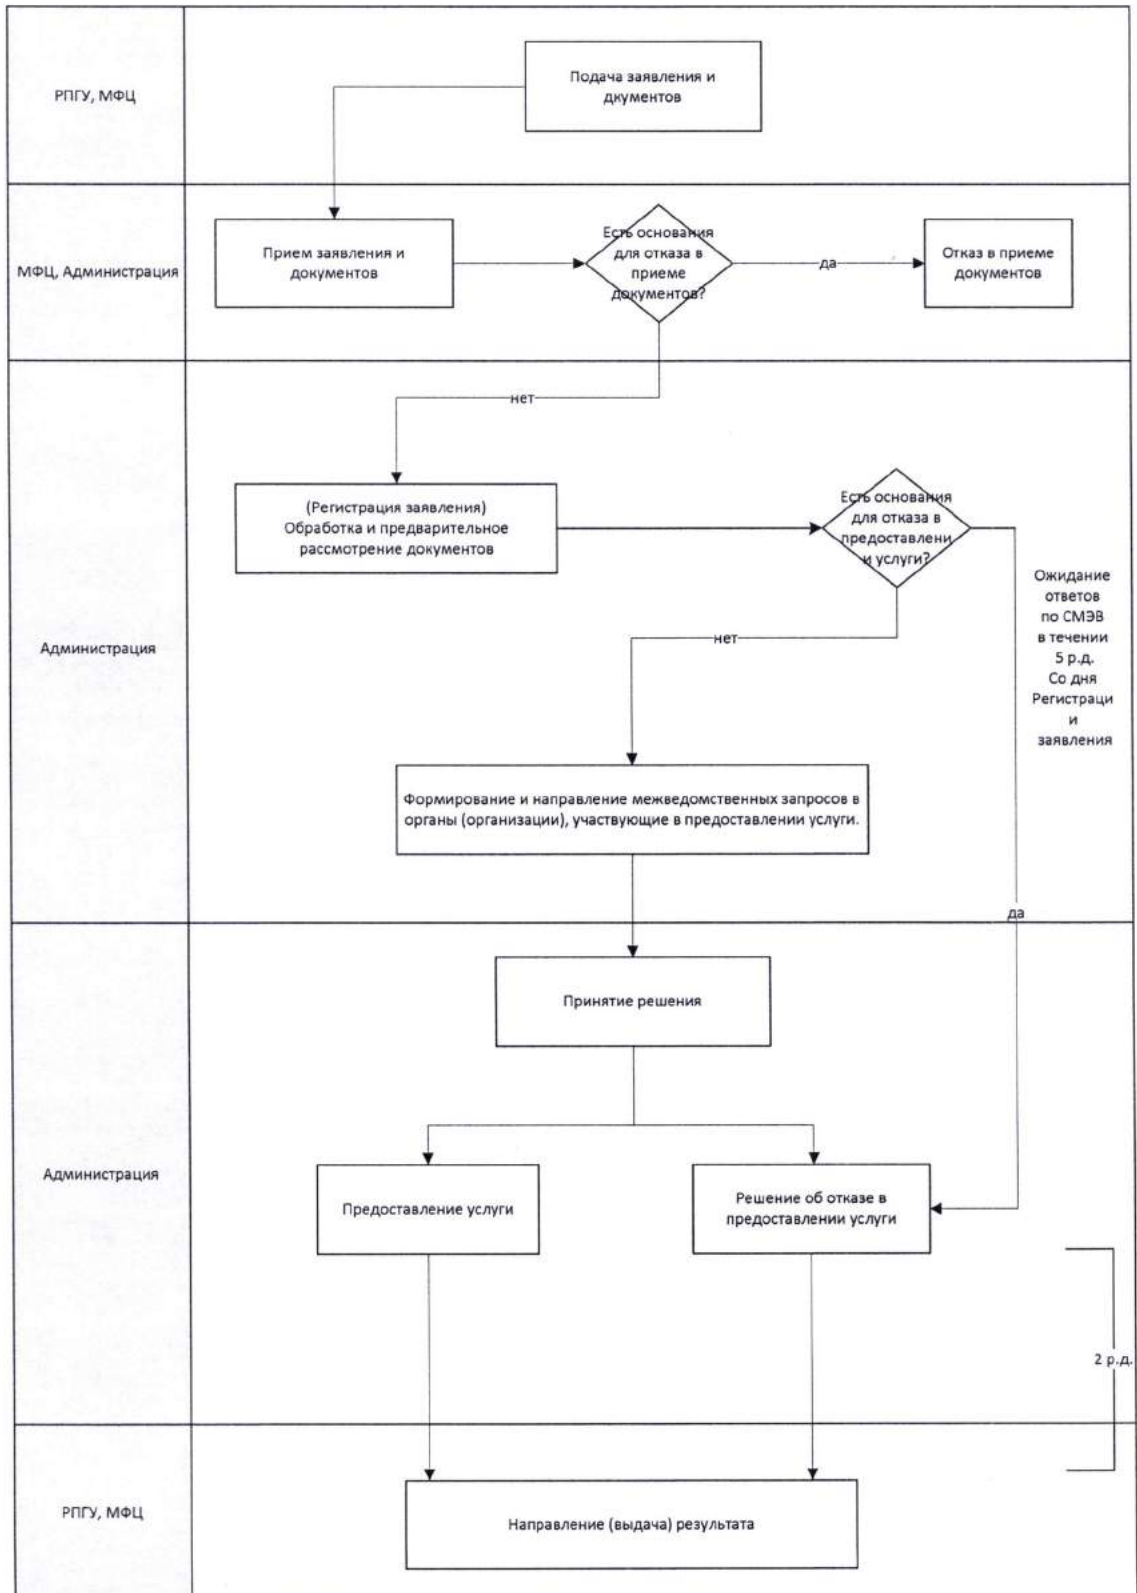 РПГУ, МФЦ
Подача заявления и
дкументов
МФЦ, Администрация
Прием заявления и
документов
Есть основания
для отказа в
приеме
документов?
да
Отказ в приеме
документов
нет
Администрация
(Регистрация заявления)
Обработка и предварительное
рассмотрение документов
Есть основания
для отказа в
предоставлени
и услуги?
Ожидание
ответов
по СМЭВ
в течении
5 р.д.
Со дня
Регистраци
и
заявления
нет
Формирование и направление межведомственных запросов в
органы (организации), участвующие в предоставлении услуги.
да
Администрация
Принятие решения
Предоставление услуги
Решение об отказе в
предоставлении услуги
2 р.д.
РПГУ, МФЦ
Направление (выдача) результата